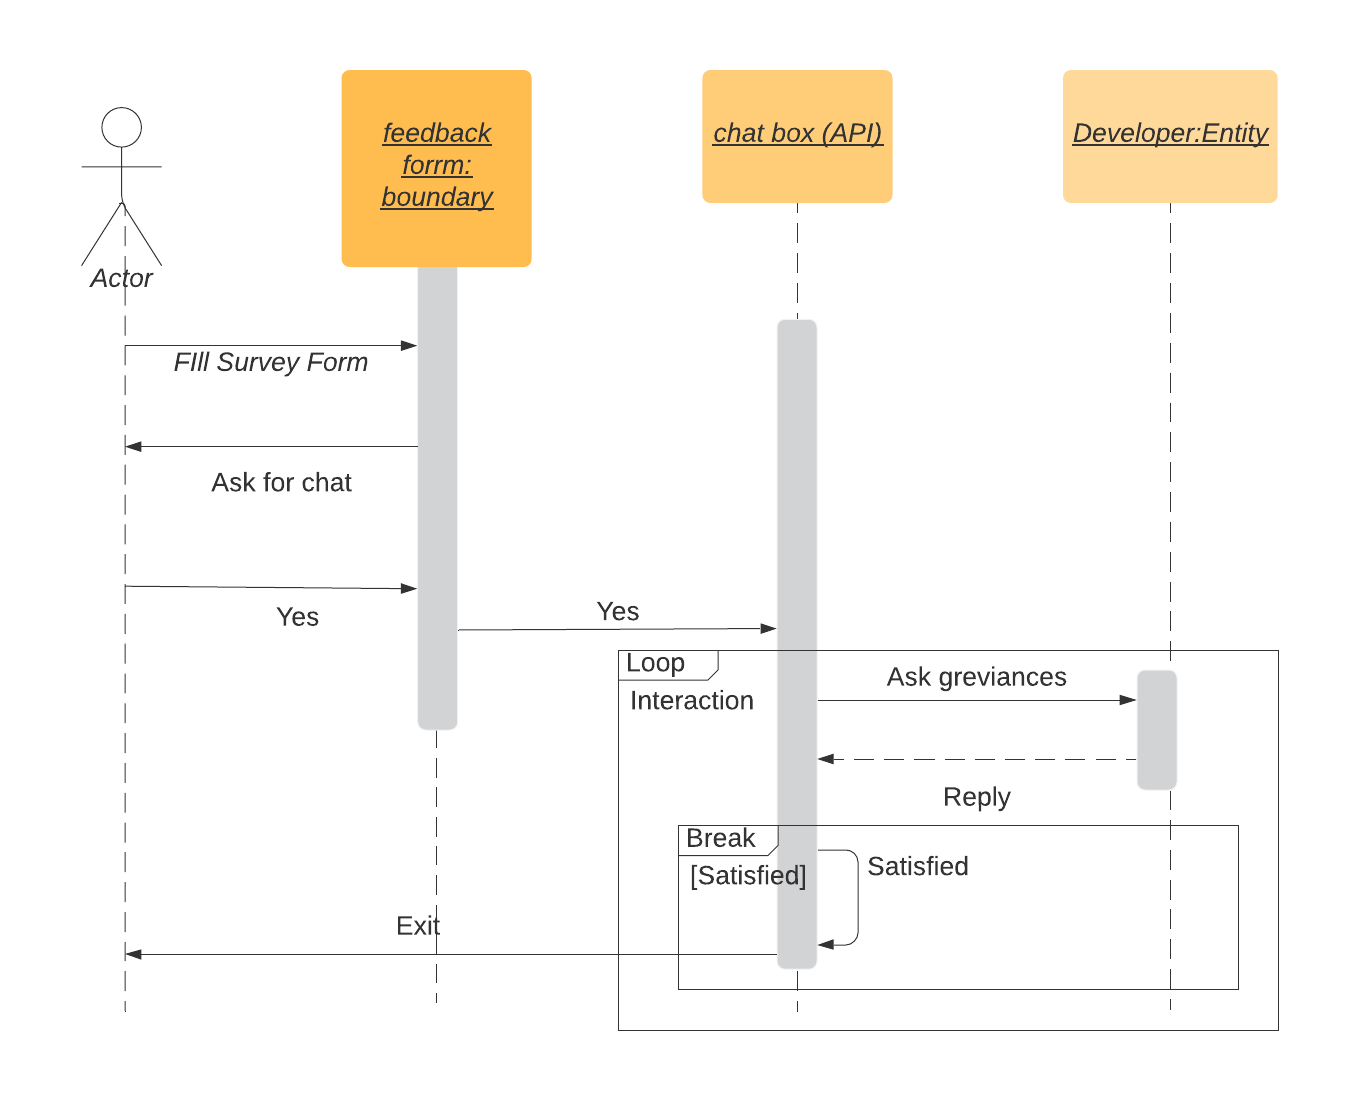 feedback
forrm:
boundary
chat box (API)
Developer:Entity
Actor
FIll Survey Form
Ask for chat
Yes
Yes
Loop
Interaction
Ask greviances
Reply
Break
[Satisfied]
Satisfied
Exit